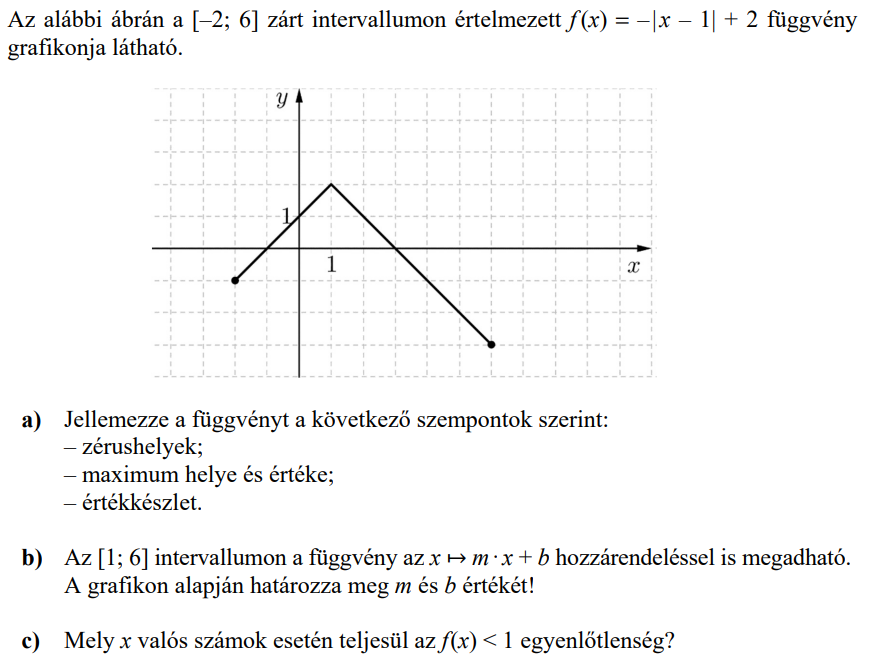 Az alábbi ábrán a [–2; 6] zárt intervallumon értelmezett f(x) = –|x – 1| + 2 függvény
grafikonja látható.
y
1
1
x
a) Jellemezze a függvényt a következő szempontok szerint:
– zérushelyek;
– maximum helye és értéke;
– értékkészlet.
b) Az [1; 6] intervallumon a függvény az x ↦ m · x + b hozzárendeléssel is megadható.
A grafikon alapján határozza meg m és b értékét!
c) Mely x valós számok esetén teljesül az f(x) < 1 egyenlőtlenség?